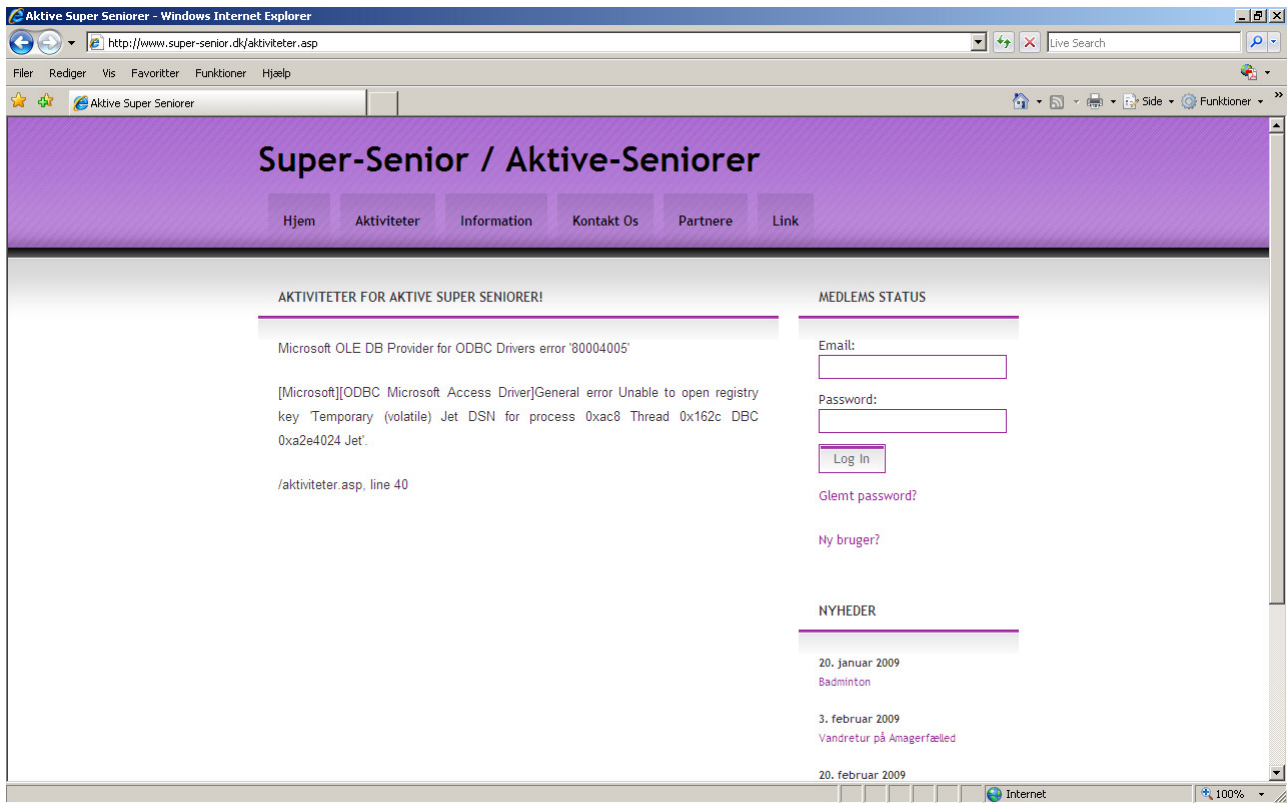 Aktive Super Seniorer - Windows Internet Explorer
http://www.super-senior.dk/aktiviteter.asp
Live Search
Filer Rediger Vis Favoritter Funktioner Hjælp
Aktive Super Seniorer
Side Funktioner »
Super-Senior / Aktive-Seniorer
Hjem Aktiviteter Information Kontakt Os Partnere Link
AKTIVITETER FOR AKTIVE SUPER SENIORER!
Microsoft OLE DB Provider for ODBC Drivers error '80004005'
[Microsoft][ODBC Microsoft Access Driver]General error Unable to open registry
key 'Temporary (volatile) Jet DSN for process 0xac8 Thread 0x162c DBC
0xa2e4024 Jet'.
/aktiviteter.asp, line 40
MEDLEMS STATUS
Email:
Password:
Log In
Glemt password?
Ny bruger?
NYHEDER
20. januar 2009
Badminton
3. februar 2009
Vandretur på Amagerfælled
20. februar 2009
Internet
100%